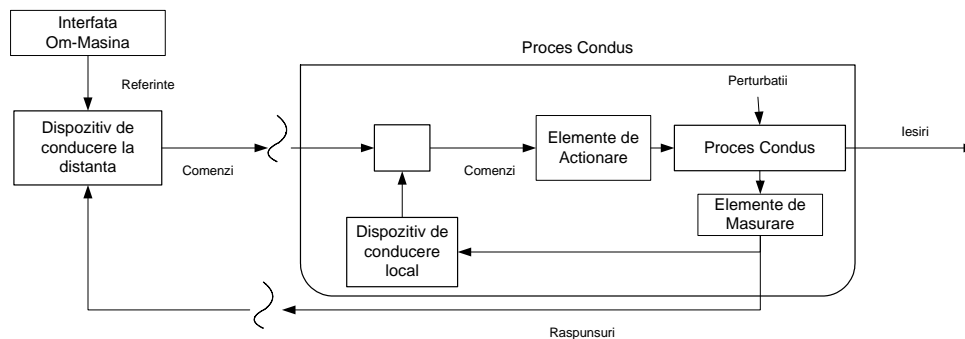 Interfata
Om-Masina
Proces Condus
Referinte
Perturbatii
Dispozitiv de
conducere la
distanta
Comenzi
Comenzi
Elemente de
Actionare
Proces Condus
Iesiri
Elemente de
Masurare
Dispozitiv de
conducere
local
Raspunsuri